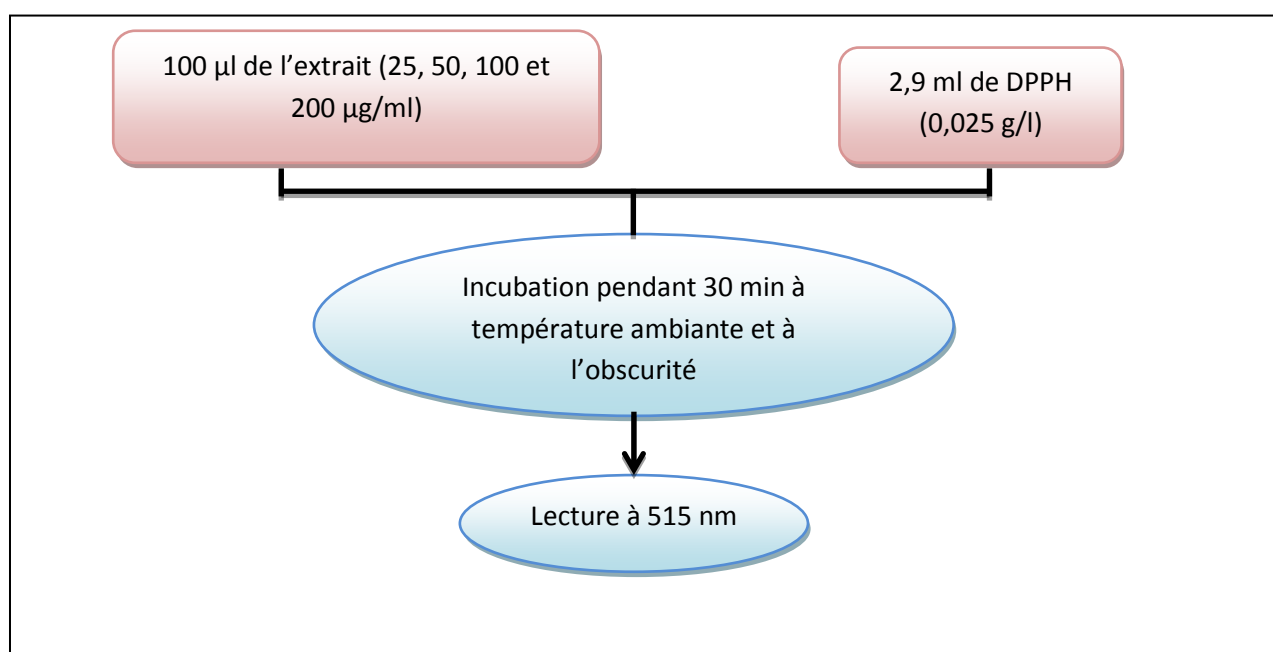 100 µl de l’extrait (25, 50, 100 et
200 µg/ml)
2,9 ml de DPPH
(0,025 g/l)
Incubation pendant 30 min à
température ambiante et à
l’obscurité
Lecture à 515 nm